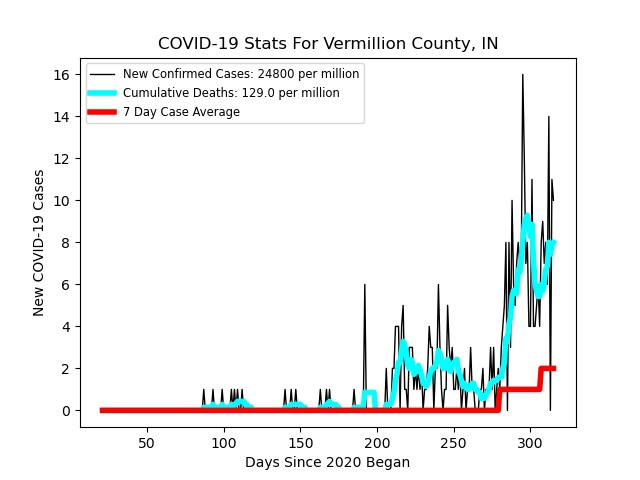 COVID-19 Stats For Vermillion County, IN
New Confirmed Cases: 24800 per million
Cumulative Deaths: 129.0 per million
7 Day Case Average
New COVID-19 Cases
16
14
12
10
8
6
4
2
0
50 100 150 200 250 300
Days Since 2020 Began